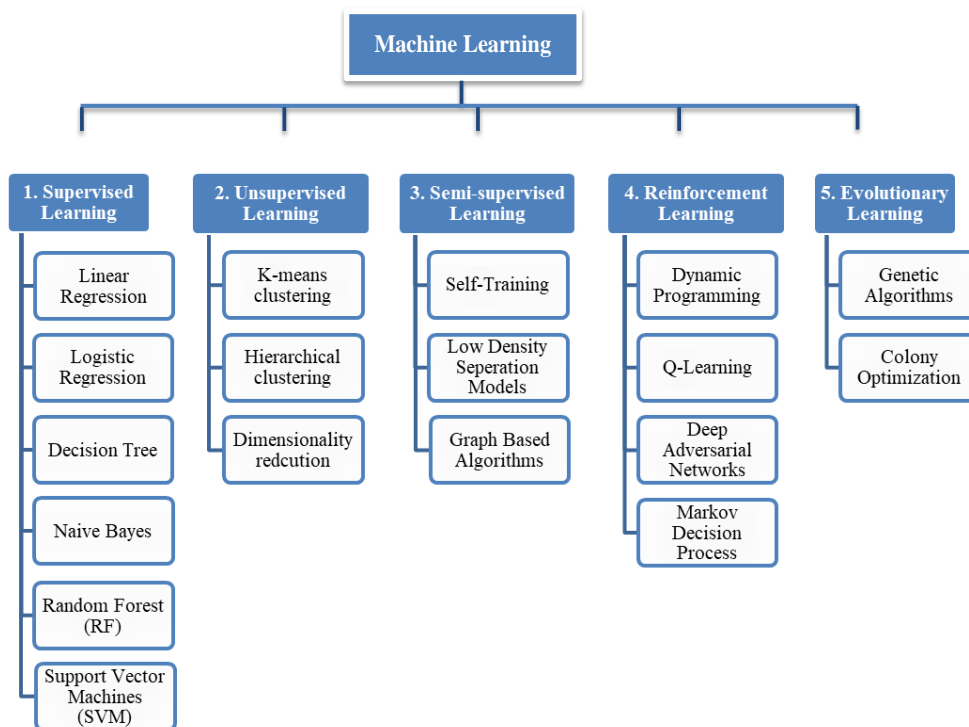 Machine Learning
1. Supervised
Learning
Linear
Regression
Logistic
Regression
Decision Tree
Naive Bayes
Random Forest
(RF)
Support Vector
Machines
(SVM)
2. Unsupervised
Learning
K-means
clustering
Hierarchical
clustering
Dimensionality
redcution
3. Semi-supervised
Learning
Self-Training
Low Density
Seperation
Models
Graph Based
Algorithms
4. Reinforcement
Learning
Dynamic
Programming
Q-Learning
Deep
Adversarial
Networks
Markov
Decision
Process
5. Evolutionary
Learning
Genetic
Algorithms
Colony
Optimization